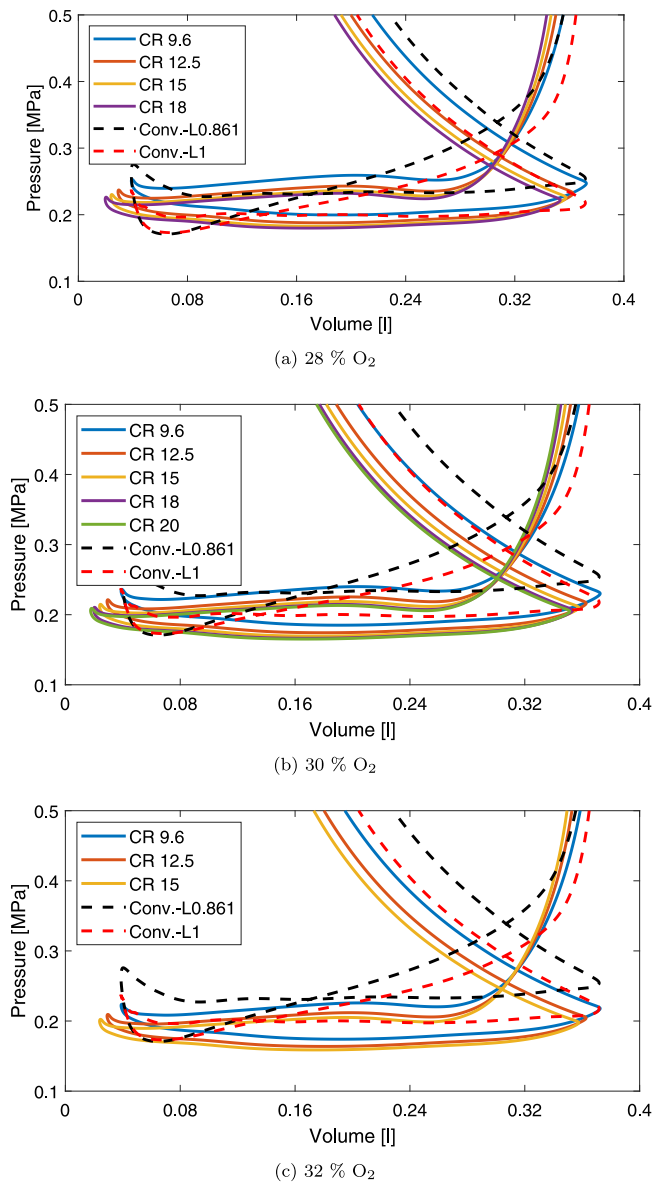 0.5
CR 9.6
CR 12.5
0.4
CR 15
CR 18
Conv.-L0.861
0.3
Conv.-L1
Pressure [MPa]
0.2
0.1
0 0.08 0.16 0.24 0.32 0.4
Volume [l]
(a) 28 % O₂
0.5
CR 9.6
CR 12.5
0.4
CR 15
CR 18
CR 20
Conv.-L0.861
0.3
Conv.-L1
Pressure [MPa]
0.2
0.1
0 0.08 0.16 0.24 0.32 0.4
Volume [l]
(b) 30 % O₂
0.5
CR 9.6
CR 12.5
0.4
CR 15
Conv.-L0.861
Conv.-L1
0.3
Pressure [MPa]
0.2
0.1
0 0.08 0.16 0.24 0.32 0.4
Volume [l]
(c) 32 % O₂